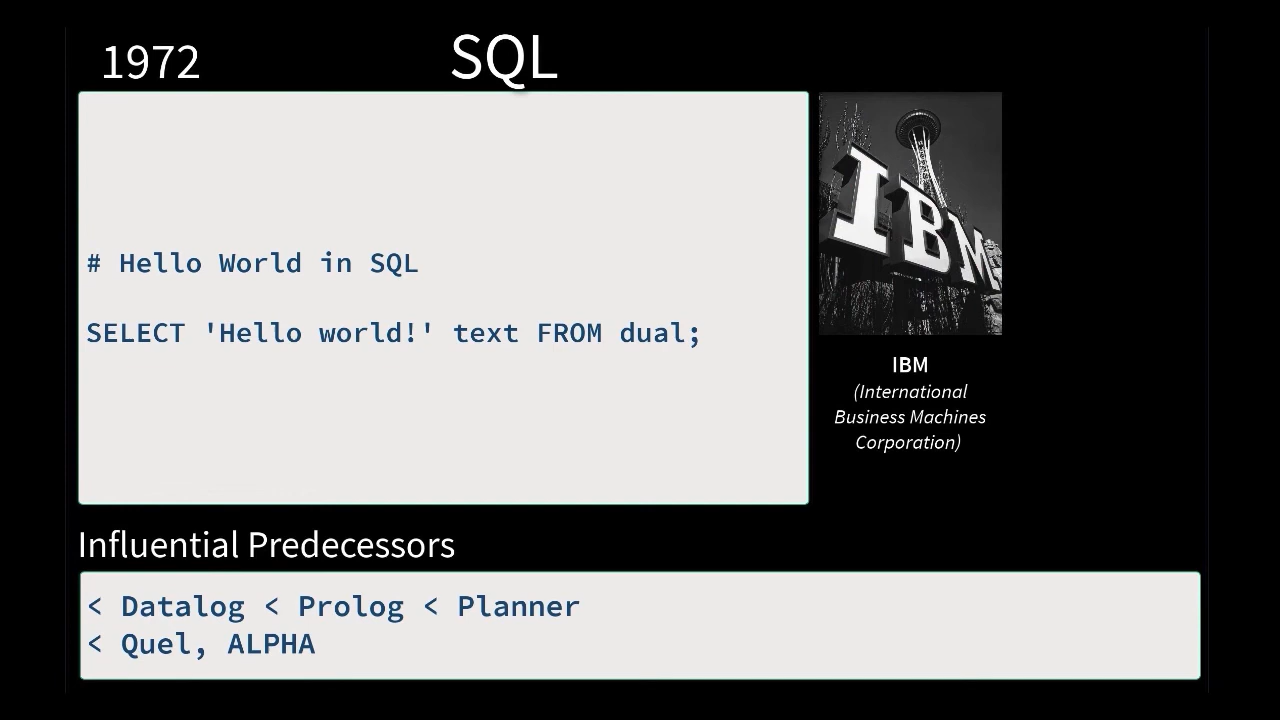 1972
SQL
# Hello World in SQL
SELECT 'Hello world!' text FROM dual;
IBM
IBM
(International
Business Machines
Corporation)
Influential Predecessors
< Datalog < Prolog < Planner
< Quel, ALPHA